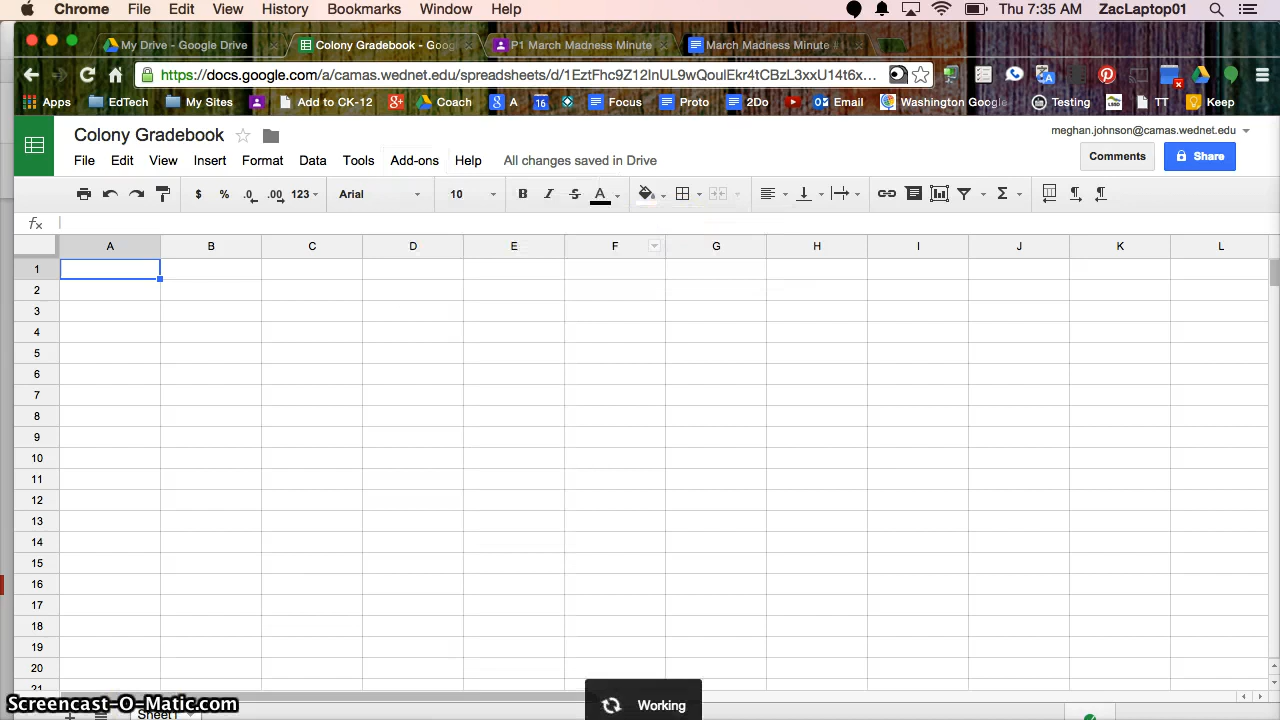 Chrome File Edit View History Bookmarks Window Help Thu 7:35 AM ZacLaptop01
My Drive - Google Drive Colony Gradebook - Goo P1 March Madness Minute March Madness Minute
https://docs.google.com/a/camas.wednet.edu/spreadsheets/d/1EztFhc9Z12InUL9wQoulEkr4tCBzL3xxU14t6x...
Apps EdTech My Sites Add to CK-12 Coach A 16 Focus Proto 2Do Email Washington Google Testing TT Keep
Colony Gradebook meghan.johnson@camas.wednet.edu
File Edit View Insert Format Data Tools Add-ons Help All changes saved in Drive Comments Share
$ % .0 .00 123 Arial 10 B I S A Σ
fx
A B C D E F G H I J K L
1
2
3
4
5
6
7
8
9
10
11
12
13
14
15
16
17
18
19
20
21
Screencast-O-Matic.com Working
Sheet1